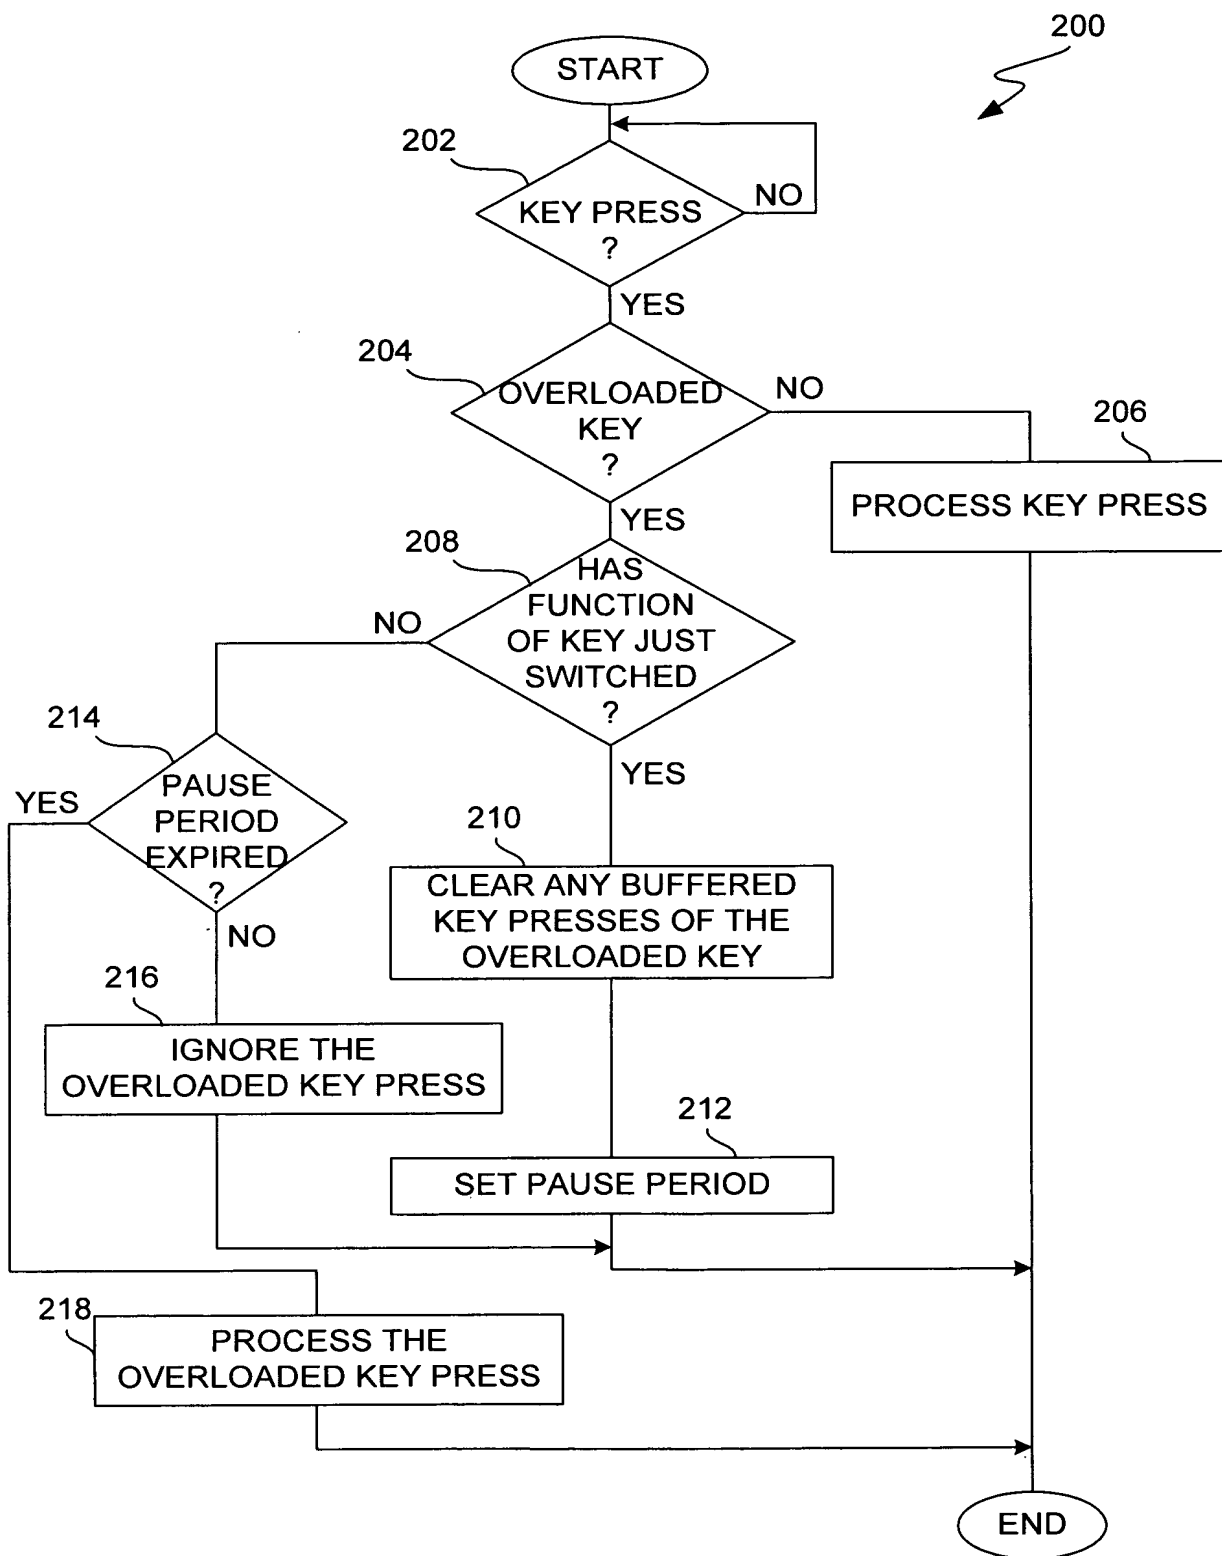 200
START
202
KEY PRESS
?
NO
YES
204
OVERLOADED
KEY
?
NO
206
PROCESS KEY PRESS
YES
208
HAS
FUNCTION
OF KEY JUST
SWITCHED
?
NO
YES
214
PAUSE
PERIOD
EXPIRED
?
YES
NO
210
CLEAR ANY BUFFERED
KEY PRESSES OF THE
OVERLOADED KEY
216
IGNORE THE
OVERLOADED KEY PRESS
212
SET PAUSE PERIOD
218
PROCESS THE
OVERLOADED KEY PRESS
END